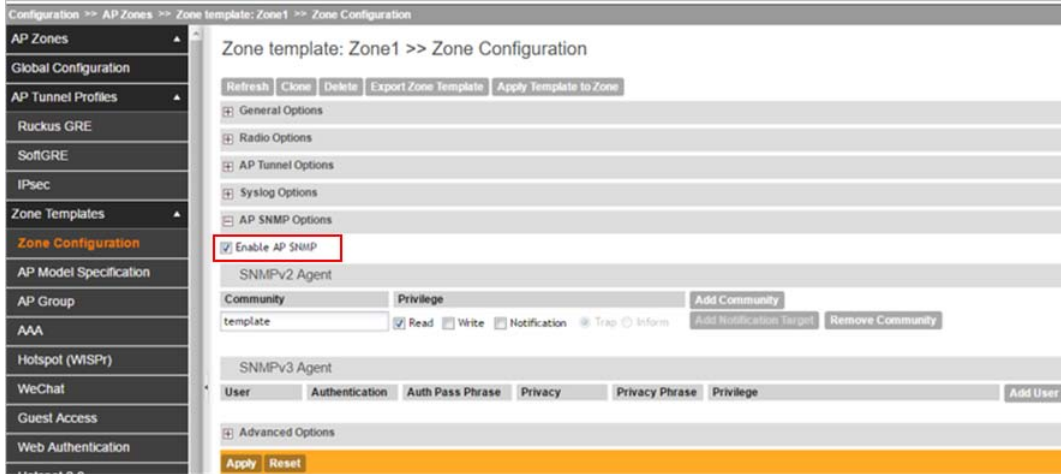 Configuration >> AP Zones >> Zone template: Zone1 >> Zone Configuration
AP Zones
Global Configuration
AP Tunnel Profiles
Ruckus GRE
SoftGRE
IPsec
Zone Templates
Zone Configuration
AP Model Specification
AP Group
AAA
Hotspot (WISPr)
WeChat
Guest Access
Web Authentication
Zone template: Zone1 >> Zone Configuration
Refresh Clone Delete Export Zone Template Apply Template to Zone
General Options
Radio Options
AP Tunnel Options
Syslog Options
AP SNMP Options
Enable AP SNMP
SNMPv2 Agent
Community Privilege Add Community
template Read Write Notification Trap Inform Add Notification Target Remove Community
SNMPv3 Agent
User Authentication Auth Pass Phrase Privacy Privacy Phrase Privilege Add User
Advanced Options
Apply Reset